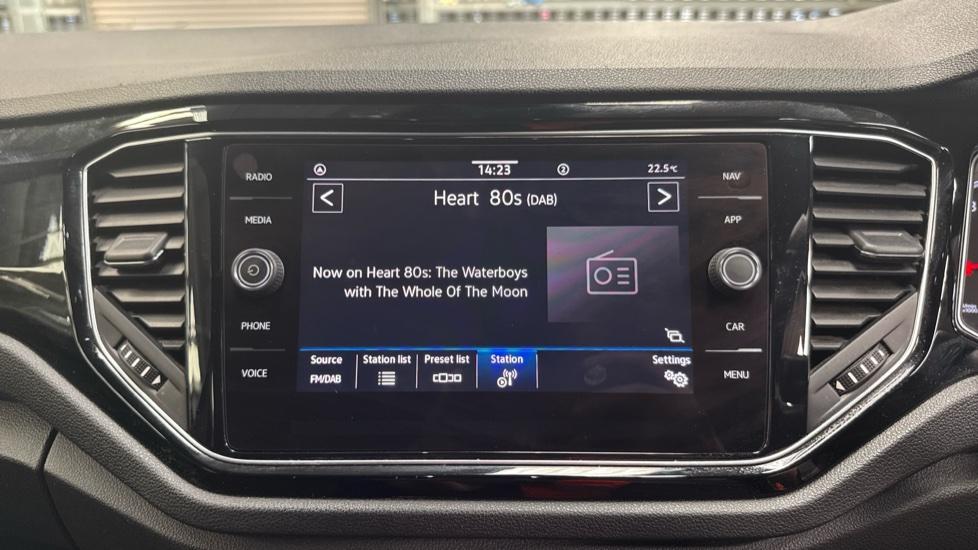 14:23
2
22.5°C
RADIO
NAV
Heart 80s (DAB)
MEDIA
APP
Now on Heart 80s: The Waterboys
with The Whole Of The Moon
PHONE
CAR
VOICE
MENU
Source
Station list
Preset list
Station
Settings
FM/DAB